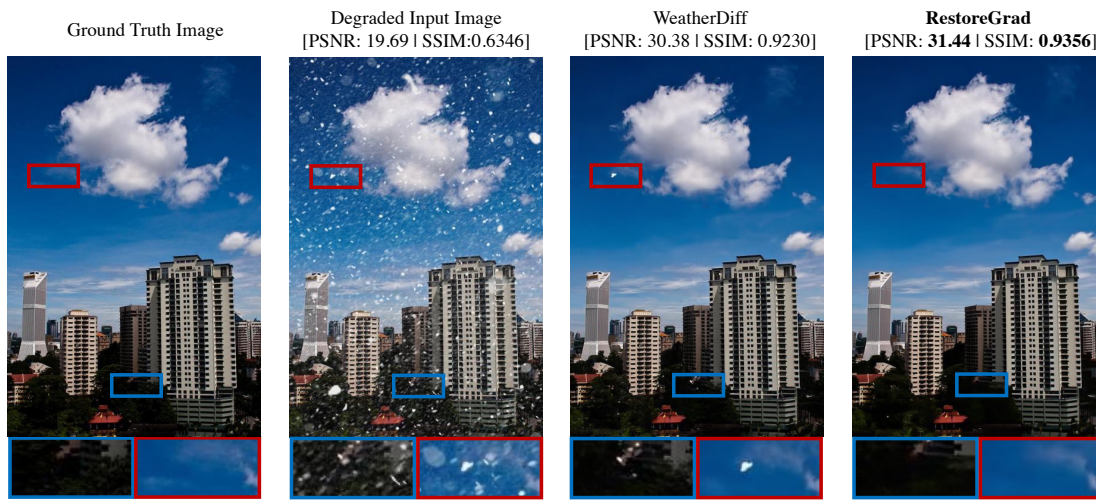 Ground Truth Image
Degraded Input Image
[PSNR: 19.69 | SSIM:0.6346]
WeatherDiff
[PSNR: 30.38 | SSIM: 0.9230]
RestoreGrad
[PSNR: 31.44 | SSIM: 0.9356]